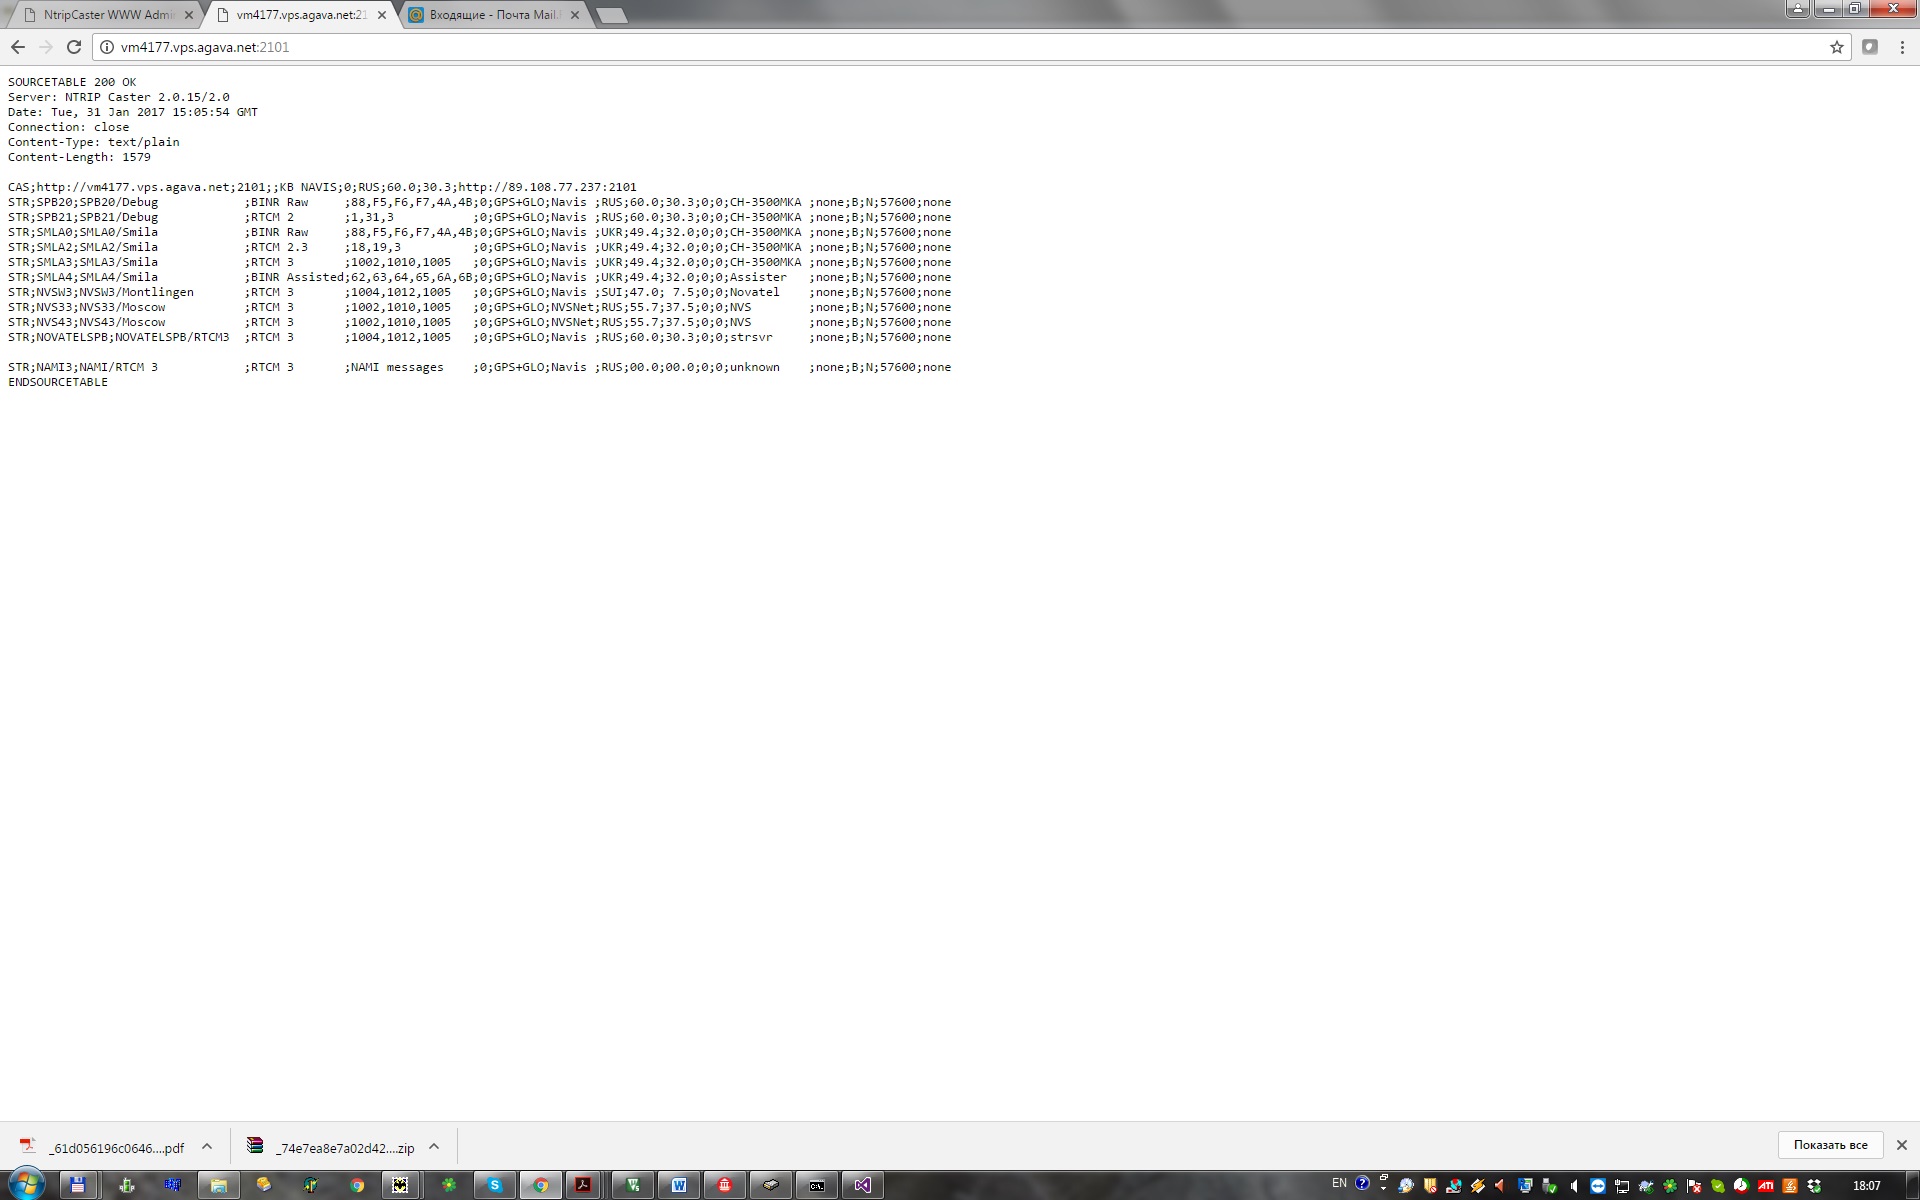 NtripCaster WWW Admi
vm4177.vps.agava.net:21
Входящие - Почта Mail.
vm4177.vps.agava.net:2101
SOURCETABLE 200 OK
Server: NTRIP Caster 2.0.15/2.0
Date: Tue, 31 Jan 2017 15:05:54 GMT
Connection: close
Content-Type: text/plain
Content-Length: 1579
CAS;http://vm4177.vps.agava.net;2101;;KB NAVIS;0;RUS;60.0;30.3;http://89.108.77.237:2101
STR;SPB20;SPB20/Debug            ;BINR Raw     ;88,F5,F6,F7,4A,4B;0;GPS+GLO;Navis ;RUS;60.0;30.3;0;0;CH-3500MKA ;none;B;N;57600;none
STR;SPB21;SPB21/Debug            ;RTCM 2       ;1,31,3           ;0;GPS+GLO;Navis ;RUS;60.0;30.3;0;0;CH-3500MKA ;none;B;N;57600;none
STR;SMLA0;SMLA0/Smila            ;BINR Raw     ;88,F5,F6,F7,4A,4B;0;GPS+GLO;Navis ;UKR;49.4;32.0;0;0;CH-3500MKA ;none;B;N;57600;none
STR;SMLA2;SMLA2/Smila            ;RTCM 2.3     ;18,19,3          ;0;GPS+GLO;Navis ;UKR;49.4;32.0;0;0;CH-3500MKA ;none;B;N;57600;none
STR;SMLA3;SMLA3/Smila            ;RTCM 3       ;1002,1010,1005   ;0;GPS+GLO;Navis ;UKR;49.4;32.0;0;0;CH-3500MKA ;none;B;N;57600;none
STR;SMLA4;SMLA4/Smila            ;BINR Assisted;62,63,64,65,6A,6B;0;GPS+GLO;Navis ;UKR;49.4;32.0;0;0;Assister   ;none;B;N;57600;none
STR;NVSW3;NVSW3/Montlingen       ;RTCM 3       ;1004,1012,1005   ;0;GPS+GLO;Navis ;SUI;47.0; 7.5;0;0;Novatel    ;none;B;N;57600;none
STR;NVS33;NVS33/Moscow           ;RTCM 3       ;1002,1010,1005   ;0;GPS+GLO;NVSNet;RUS;55.7;37.5;0;0;NVS        ;none;B;N;57600;none
STR;NVS43;NVS43/Moscow           ;RTCM 3       ;1002,1010,1005   ;0;GPS+GLO;NVSNet;RUS;55.7;37.5;0;0;NVS        ;none;B;N;57600;none
STR;NOVATELSPB;NOVATELSPB/RTCM3  ;RTCM 3       ;1004,1012,1005   ;0;GPS+GLO;Navis ;RUS;60.0;30.3;0;0;strsvr     ;none;B;N;57600;none
STR;NAMI3;NAMI/RTCM 3            ;RTCM 3       ;NAMI messages    ;0;GPS+GLO;Navis ;RUS;00.0;00.0;0;0;unknown    ;none;B;N;57600;none
ENDSOURCETABLE
_61d056196c0646....pdf
_74e7ea8e7a02d42....zip
Показать все
EN
ATI
18:07